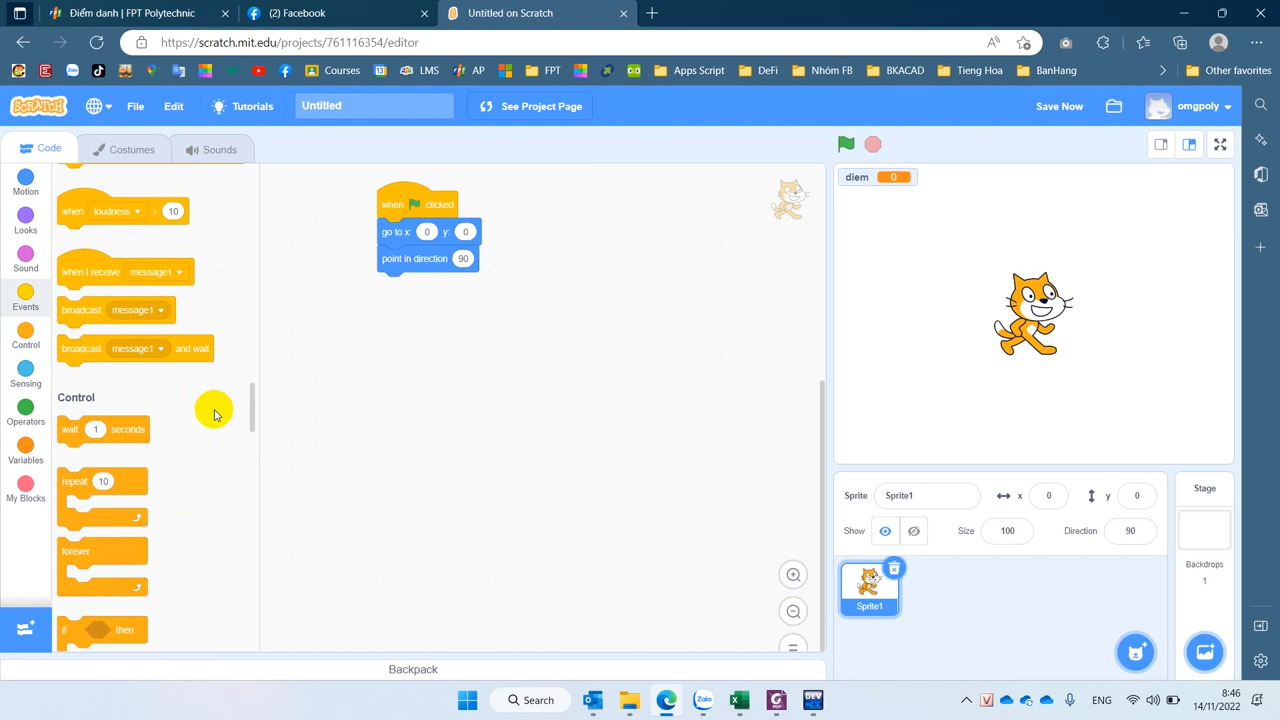 Điểm danh | FPT Polytechnic
(2) Facebook
Untitled on Scratch
https://scratch.mit.edu/projects/761116354/editor
Courses
LMS
AP
FPT
Apps Script
DeFi
Nhóm FB
BKACAD
Tieng Hoa
BanHang
Other favorites
SCRATCH
File
Edit
Tutorials
Untitled
See Project Page
Save Now
omgpoly
Code
Costumes
Sounds
Motion
Looks
Sound
Events
Control
Sensing
Operators
Variables
My Blocks
when loudness > 10
when I receive message1
broadcast message1
broadcast message1 and wait
Control
wait 1 seconds
repeat 10
forever
if then
when clicked
go to x: 0 y: 0
point in direction 90
diem 0
Sprite Sprite1 x 0 y 0
Show Size 100 Direction 90
Sprite1
Stage
Backdrops
1
Backpack
Search
Zalo
ENG
8:46
14/11/2022